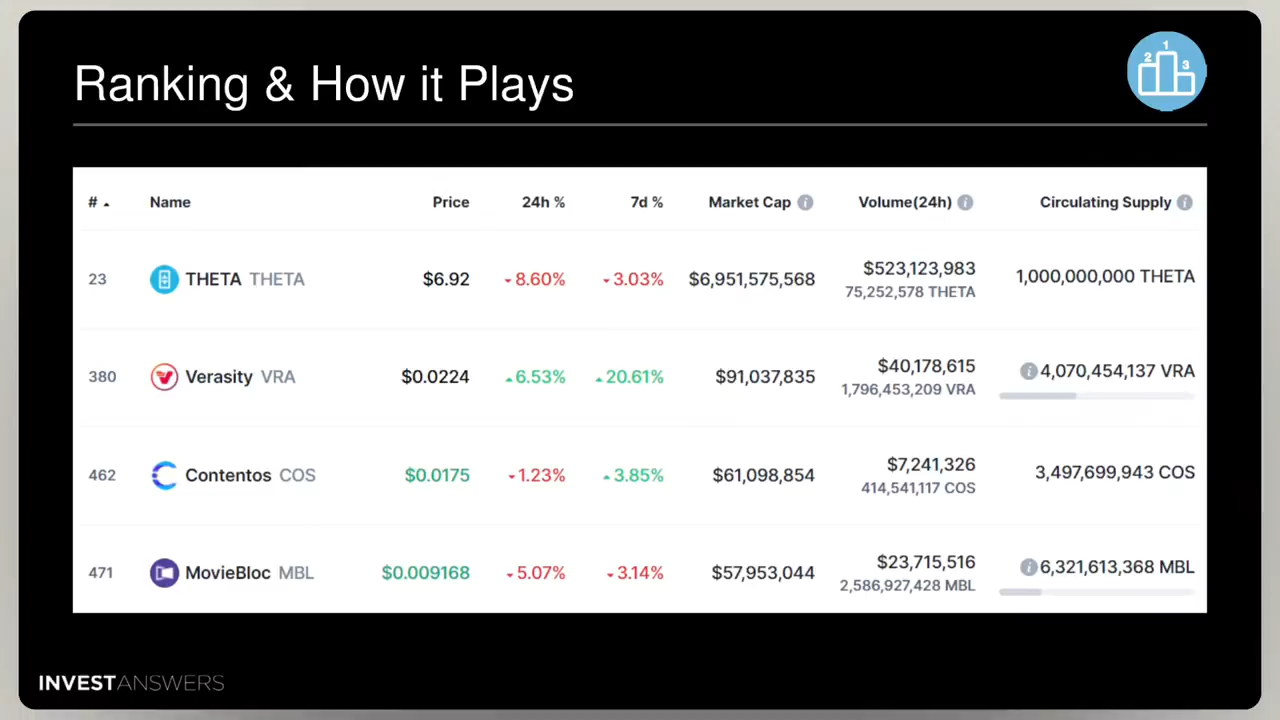 Ranking & How it Plays
2 1 3
# Name Price 24h % 7d % Market Cap Volume(24h) Circulating Supply
23 THETA THETA $6.92 8.60% 3.03% $6,951,575,568 $523,123,983 1,000,000,000 THETA
75,252,578 THETA
380 Verasity VRA $0.0224 6.53% 20.61% $91,037,835 $40,178,615 4,070,454,137 VRA
1,796,453,209 VRA
462 Contentos COS $0.0175 1.23% 3.85% $61,098,854 $7,241,326 3,497,699,943 COS
414,541,117 COS
471 MovieBloc MBL $0.009168 5.07% 3.14% $57,953,044 $23,715,516 6,321,613,368 MBL
2,586,927,428 MBL
INVESTANSWERS